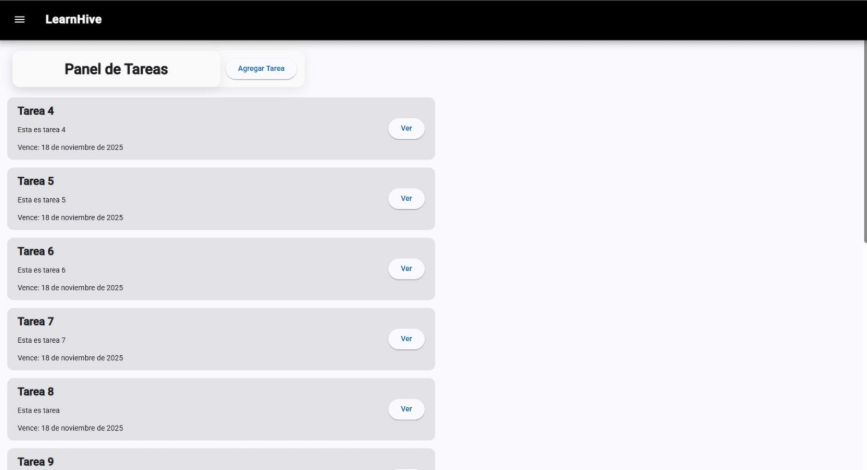 LearnHive
Panel de Tareas
Agregar Tarea
Tarea 4
Esta es tarea 4
Vence: 18 de noviembre de 2025
Ver
Tarea 5
Esta es tarea 5
Vence: 18 de noviembre de 2025
Ver
Tarea 6
Esta es tarea 6
Vence: 18 de noviembre de 2025
Ver
Tarea 7
Esta es tarea 7
Vence: 18 de noviembre de 2025
Ver
Tarea 8
Esta es tarea
Vence: 18 de noviembre de 2025
Ver
Tarea 9